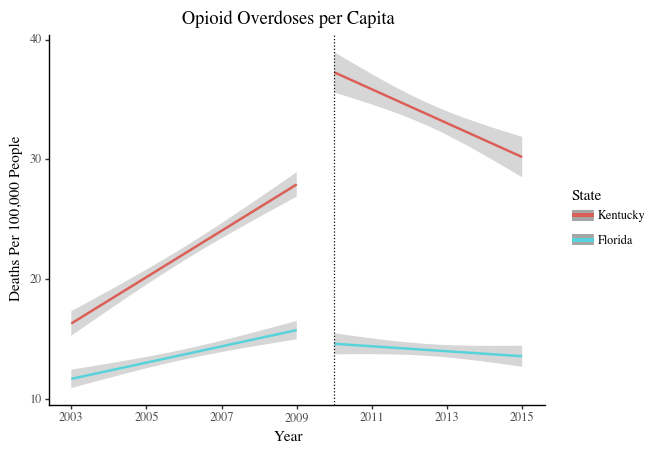 Opioid Overdoses per Capita
Deaths Per 100,000 People
40
30
20
10
2003
2005
2007
2009
2011
2013
2015
Year
State
Kentucky
Florida